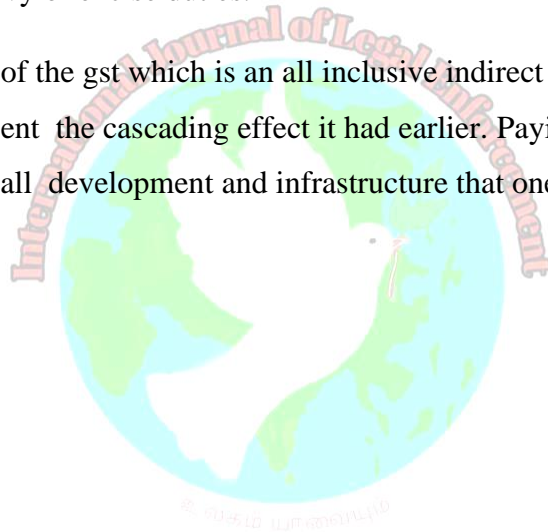 International Journal of Legal Enforcement
of the gst which is an all inclusive indirect
ent the cascading effect it had earlier. Payi
all development and infrastructure that one